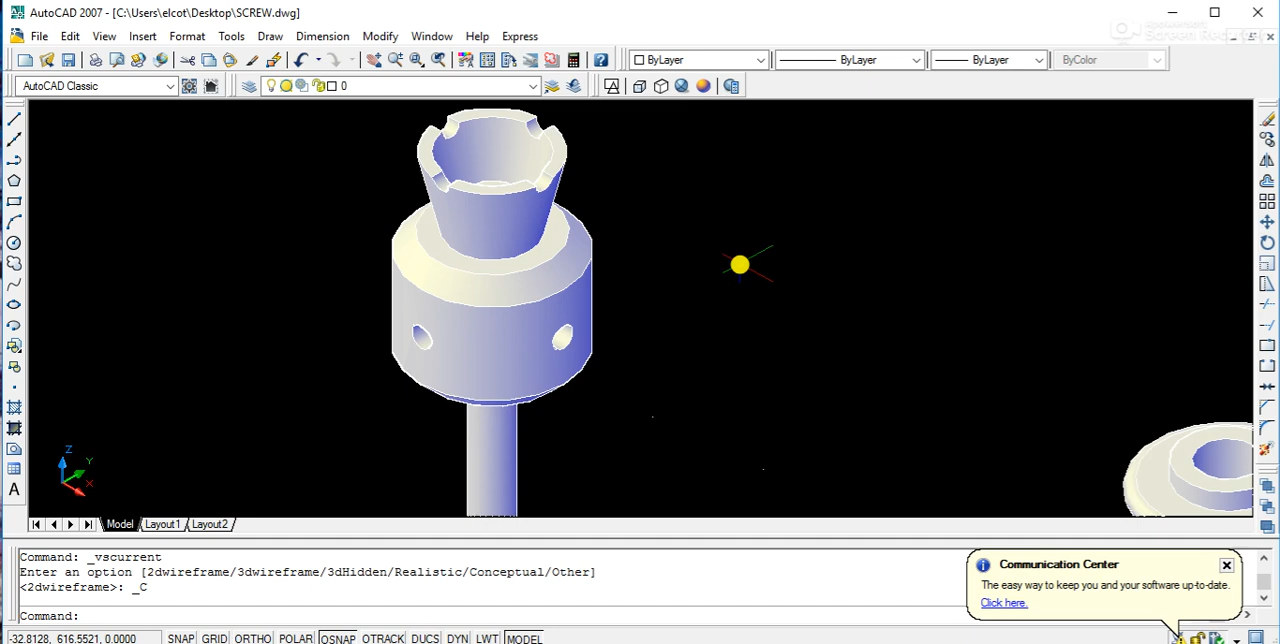 AutoCAD 2007 - [C:\Users\elcot\Desktop\SCREW.dwg]
File Edit View Insert Format Tools Draw Dimension Modify Window Help Express
ByLayer ByLayer ByLayer ByColor
AutoCAD Classic 0
Z
Y
X
A
Model Layout1 Layout2
Command: _vscurrent
Enter an option [2dwireframe/3dwireframe/3dHidden/Realistic/Conceptual/Other]
<2dwireframe>: _C
Command:
Communication Center
The easy way to keep you and your software up-to-date.
Click here.
-32.8128, 616.5521, 0.0000 SNAP GRID ORTHO POLAR OSNAP OTRACK DUCS DYN LWT MODEL